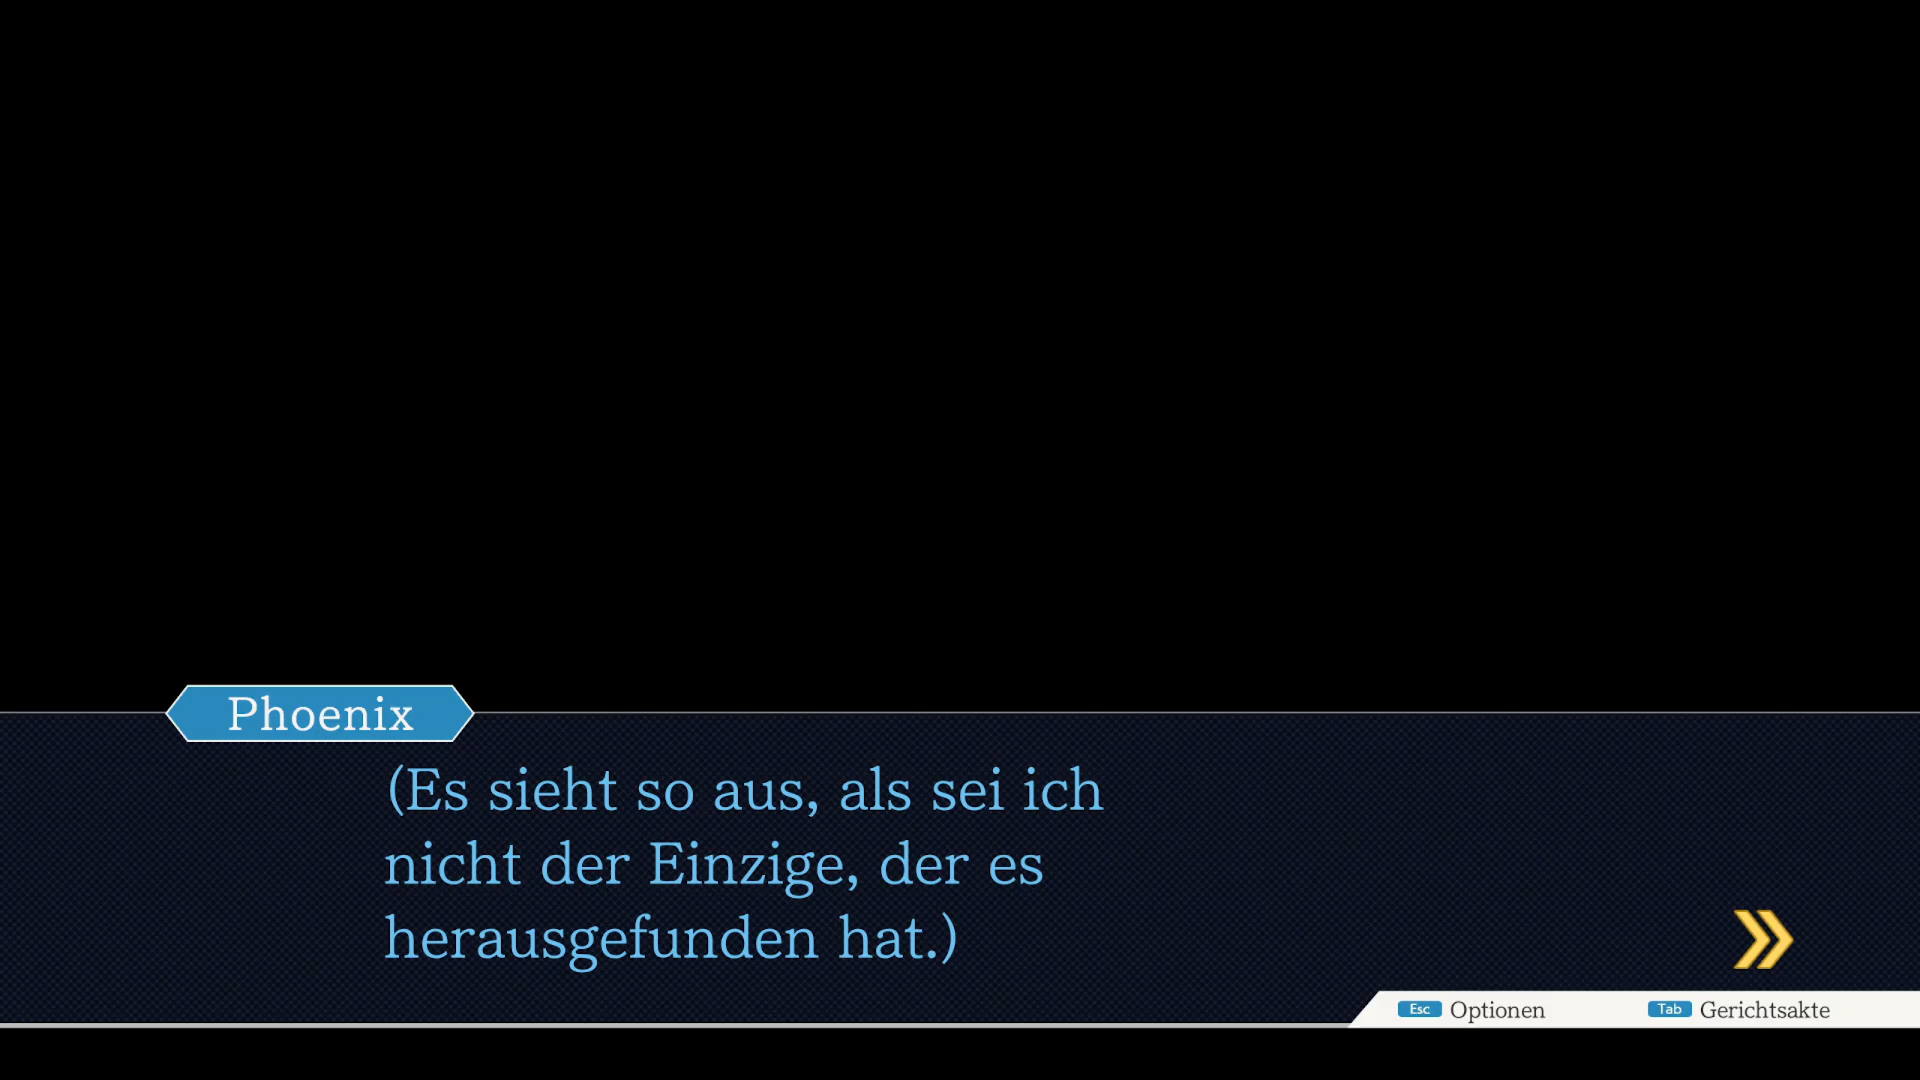 Phoenix
(Es sieht so aus, als sei ich
nicht der Einzige, der es
herausgefunden hat.)
Esc Optionen Tab Gerichtsakte